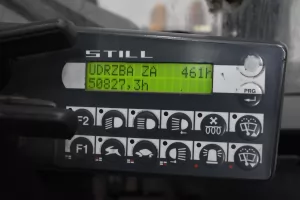 STILL
UDRZBA ZA 461h
50827,3h
PRG
F2
F1